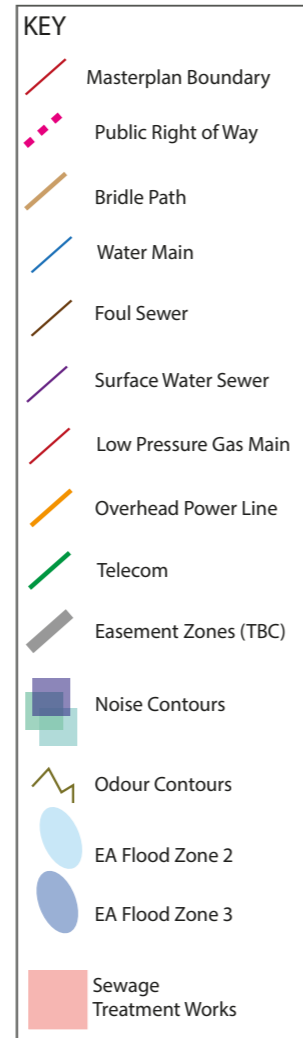 KEY
Masterplan Boundary
Public Right of Way
Bridle Path
Water Main
Foul Sewer
Surface Water Sewer
Low Pressure Gas Main
Overhead Power Line
Telecom
Easement Zones (TBC)
Noise Contours
Odour Contours
EA Flood Zone 2
EA Flood Zone 3
Sewage
Treatment Works